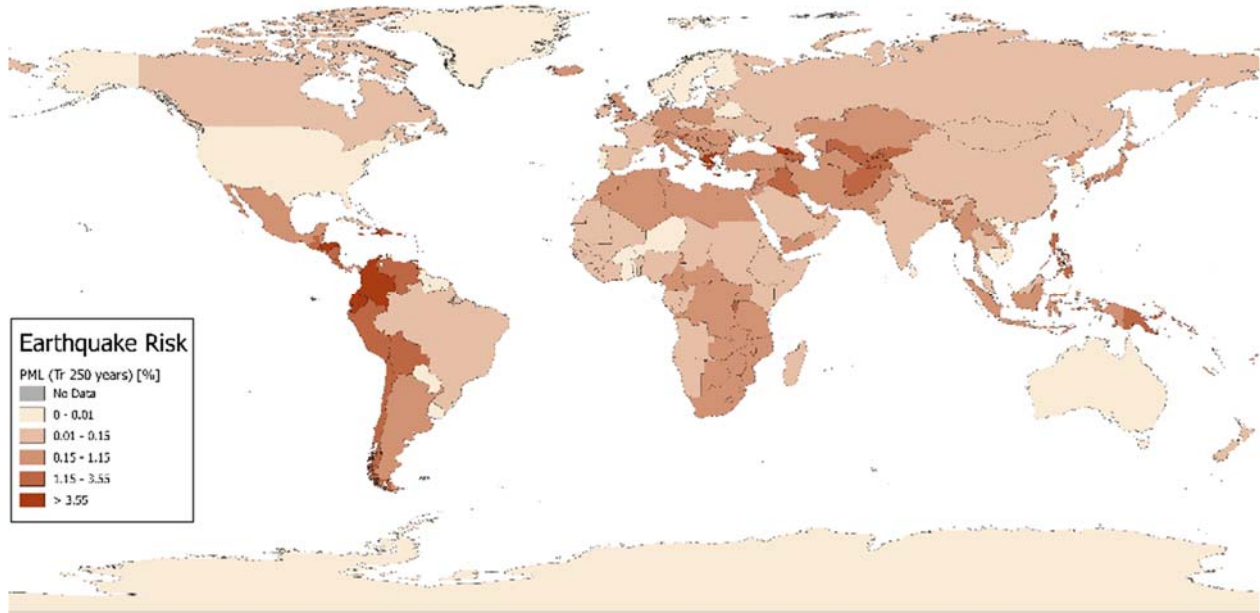 Earthquake Risk
PML (Tr 250 years) [%]
No Data
0 - 0.01
0.01 - 0.15
0.15 - 1.15
1.15 - 3.55
> 3.55